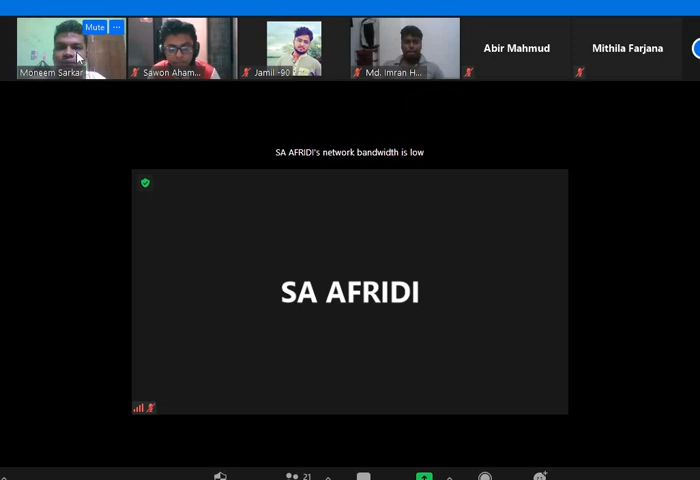 Mute ...
Moneem Sarkar
Sawon Aham...
Jamil -90
Md. Imran H...
Abir Mahmud
Mithila Farjana
SA AFRIDI's network bandwidth is low
SA AFRIDI
21